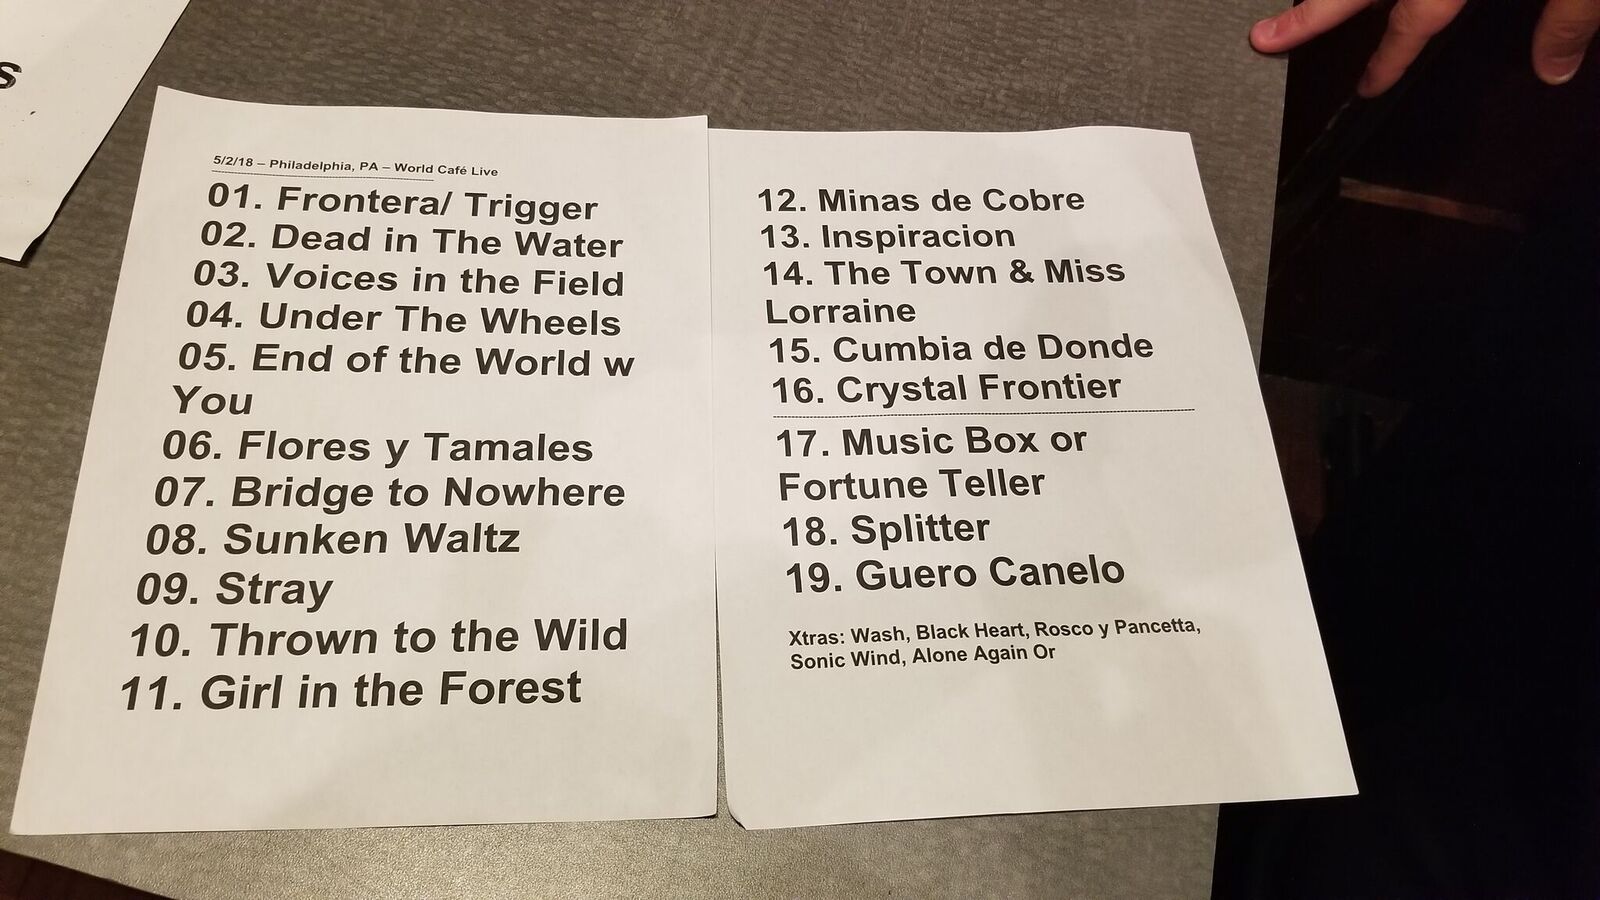 s
5/2/18 – Philadelphia, PA – World Café Live
01. Frontera/ Trigger
02. Dead in The Water
03. Voices in the Field
04. Under The Wheels
05. End of the World w
You
06. Flores y Tamales
07. Bridge to Nowhere
08. Sunken Waltz
09. Stray
10. Thrown to the Wild
11. Girl in the Forest
12. Minas de Cobre
13. Inspiracion
14. The Town & Miss
Lorraine
15. Cumbia de Donde
16. Crystal Frontier
17. Music Box or
Fortune Teller
18. Splitter
19. Guero Canelo
Xtras: Wash, Black Heart, Rosco y Pancetta,
Sonic Wind, Alone Again Or